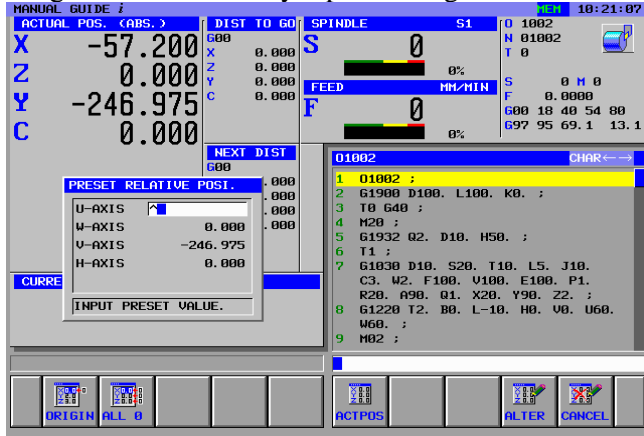 MANUAL GUIDE i MEM 10:21:07
ACTUAL POS. (ABS.)
X -57.200
Z 0.000
Y -246.975
C 0.000
DIST TO GO
G00
X 0.000
Z 0.000
Y 0.000
C 0.000
NEXT DIST
G00
.000
.000
.000
.000
SPINDLE S1
S 0
0%
FEED MM/MIN
F 0
0%
O 1002
N 01002
T 0
S 0 M 0
F 0.0000
G00 18 40 54 80
G97 95 69.1 13.1
PRESET RELATIVE POSI.
U-AXIS
W-AXIS 0.000
V-AXIS -246.975
H-AXIS 0.000
INPUT PRESET VALUE.
CURRE
O1002 CHAR←→
1 O1002 ;
2 G1900 D100. L100. K0. ;
3 T0 G40 ;
4 M20 ;
5 G1932 Q2. D10. H50. ;
6 T1 ;
7 G1030 D10. S20. T10. L5. J10.
C3. W2. F100. V100. E100. P1.
R20. A90. Q1. X20. Y90. Z2. ;
8 G1220 T2. B0. L-10. H0. V0. U60.
W60. ;
9 M02 ;
ORIGIN ALL 0 ACTPOS ALTER CANCEL